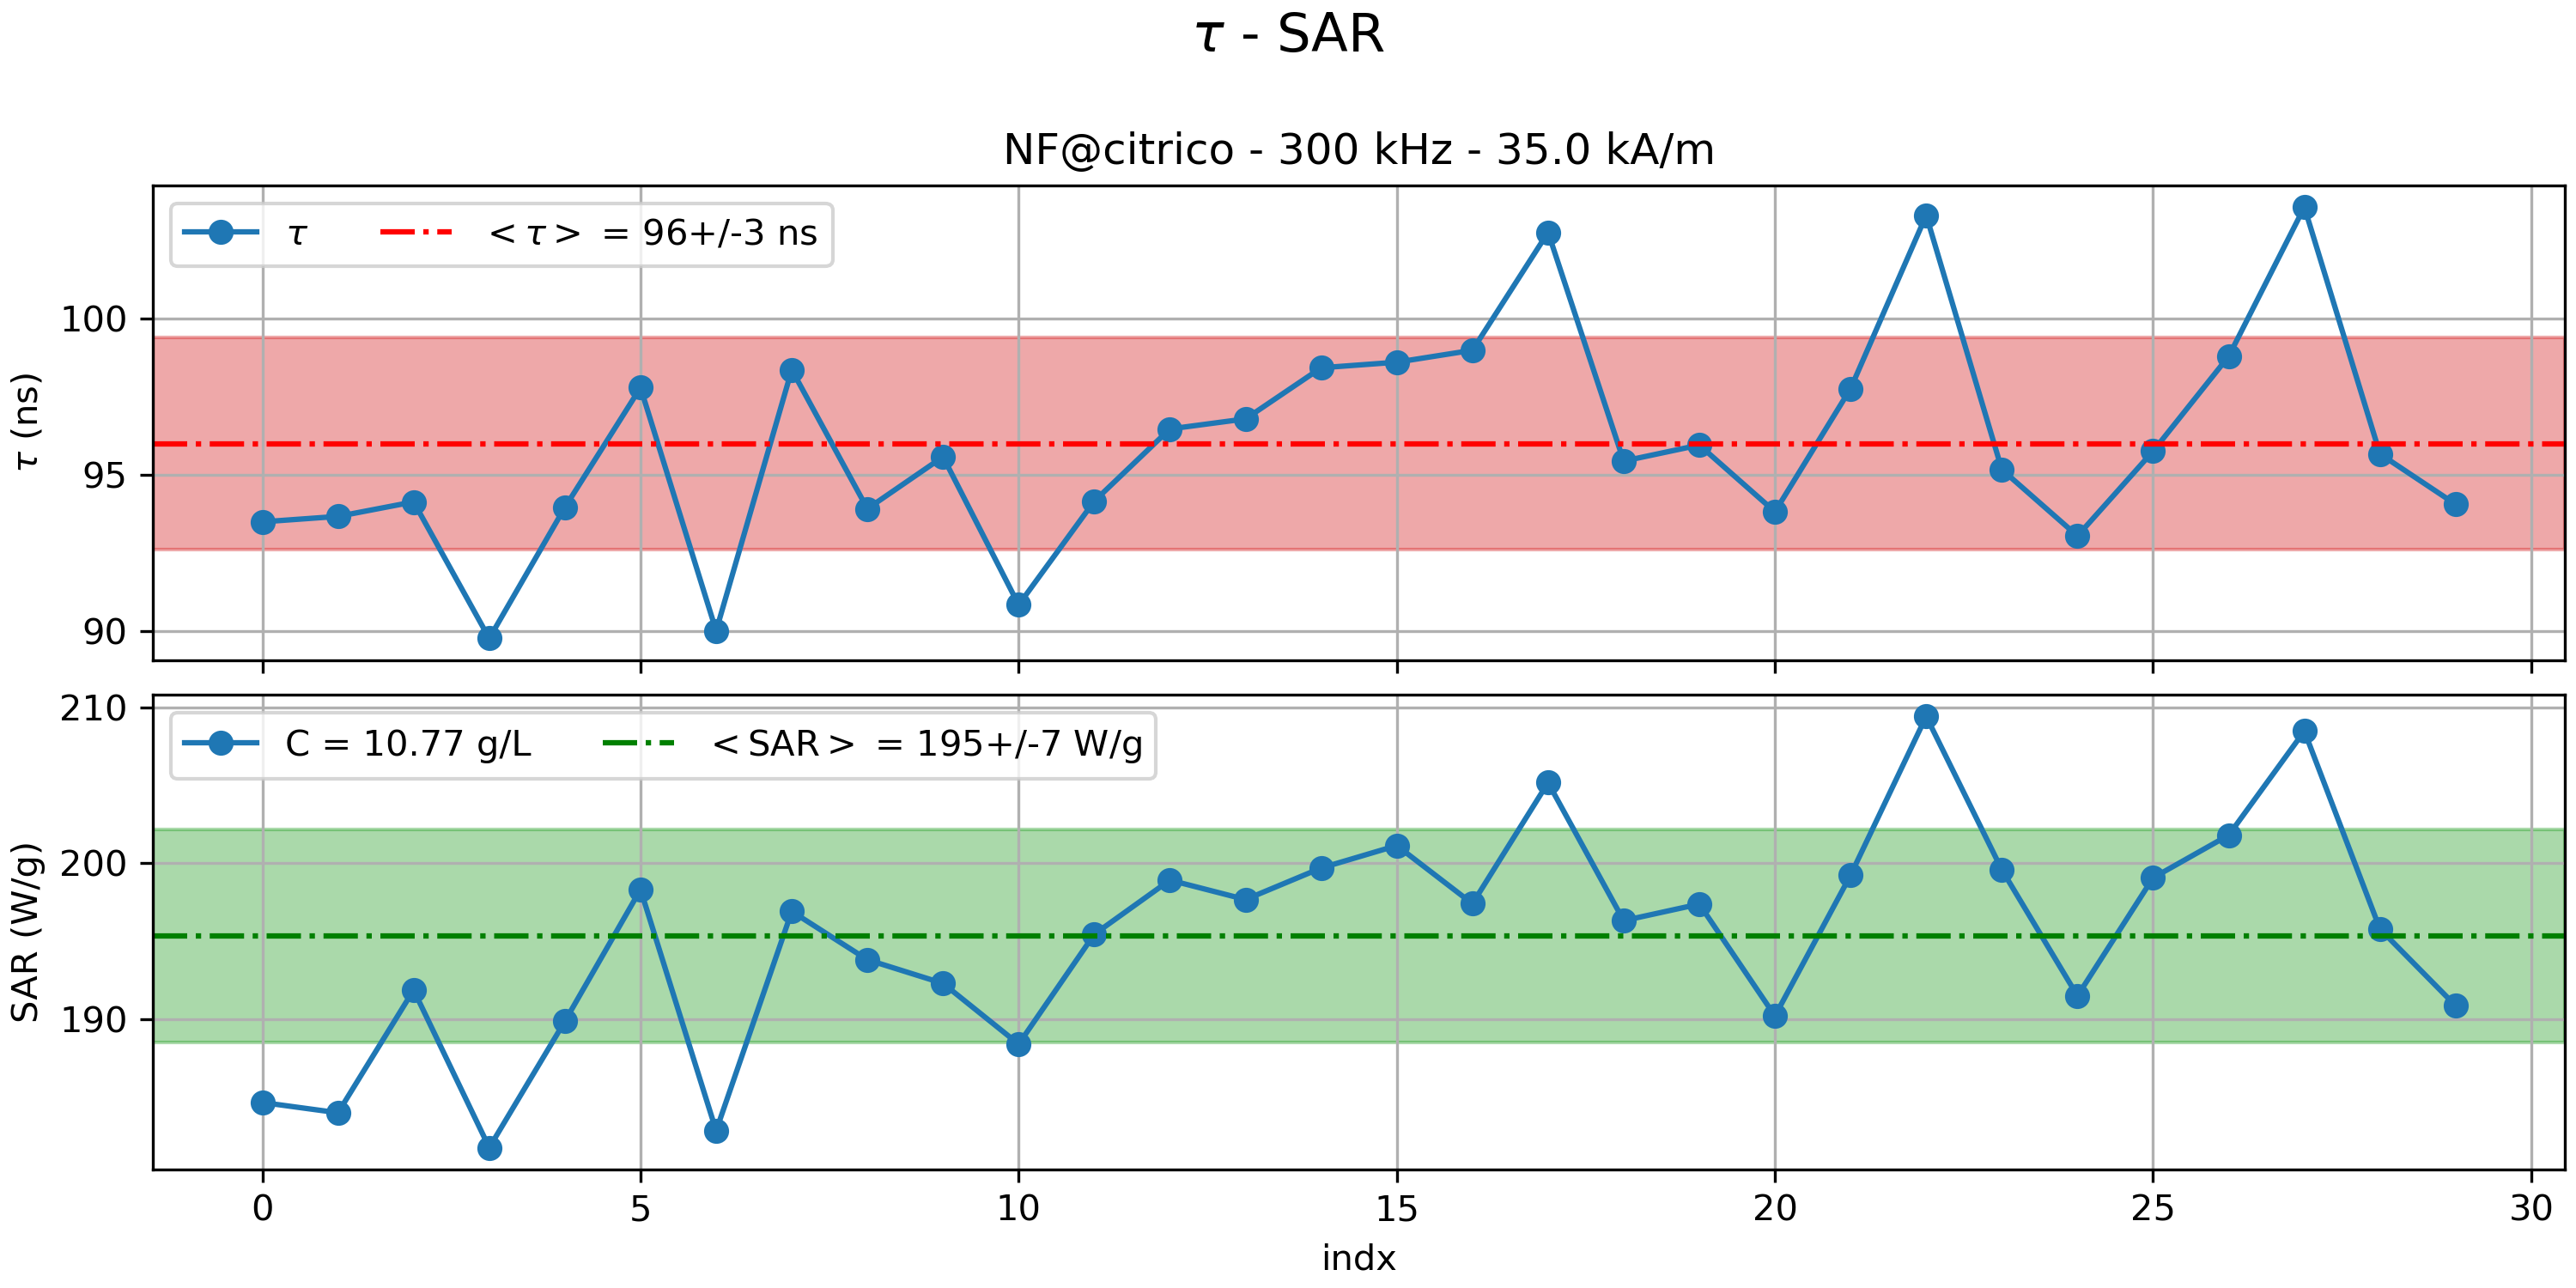 τ - SAR
NF@citrico - 300 kHz - 35.0 kA/m
τ
<τ> = 96+/-3 ns
τ (ns)
100
95
90
C = 10.77 g/L
<SAR> = 195+/-7 W/g
SAR (W/g)
210
200
190
0 5 10 15 20 25 30
indx